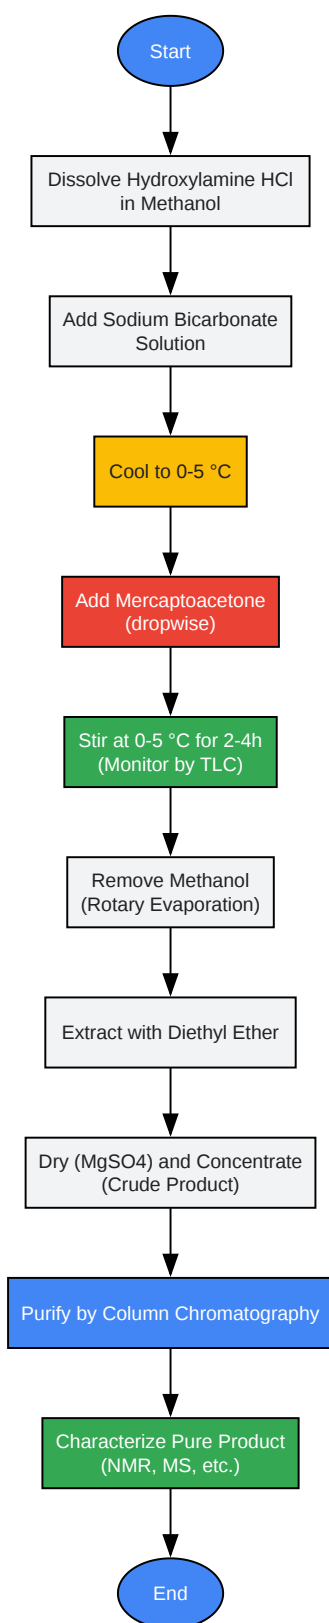 Start
Dissolve Hydroxylamine HCl
in Methanol
Add Sodium Bicarbonate
Solution
Cool to 0-5 °C
Add Mercaptoacetone
(dropwise)
Stir at 0-5 °C for 2-4h
(Monitor by TLC)
Remove Methanol
(Rotary Evaporation)
Extract with Diethyl Ether
Dry (MgSO4) and Concentrate
(Crude Product)
Purify by Column Chromatography
Characterize Pure Product
(NMR, MS, etc.)
End